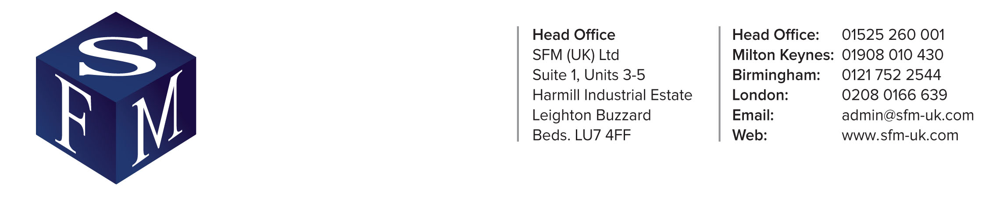 S
F M
Head Office
SFM (UK) Ltd
Suite 1, Units 3-5
Harmill Industrial Estate
Leighton Buzzard
Beds. LU7 4FF
Head Office: 01525 260 001
Milton Keynes: 01908 010 430
Birmingham: 0121 752 2544
London: 0208 0166 639
Email: admin@sfm-uk.com
Web: www.sfm-uk.com